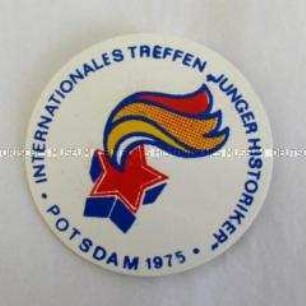 • INTERNATIONALES TREFFEN „JUNGER HISTORIKER“
• POTSDAM 1975 •